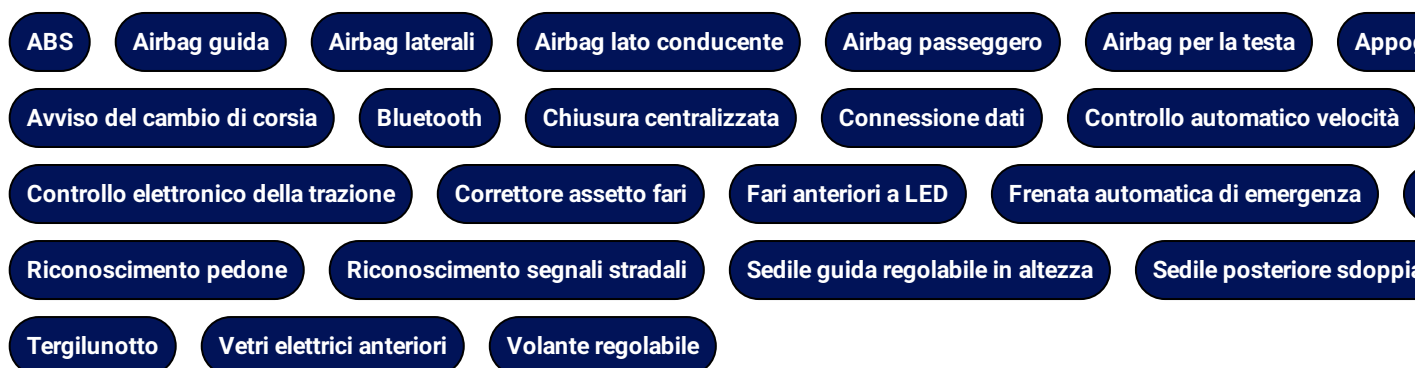 ABS Airbag guida Airbag laterali Airbag lato conducente Airbag passeggero Airbag per la testa
Avviso del cambio di corsia Bluetooth Chiusura centralizzata Connessione dati Controllo automatico velocità
Controllo elettronico della trazione Correttore assetto fari Fari anteriori a LED Frenata automatica di emergenza
Riconoscimento pedone Riconoscimento segnali stradali Sedile guida regolabile in altezza Sedile posteriore
Tergilunotto Vetri elettrici anteriori Volante regolabile